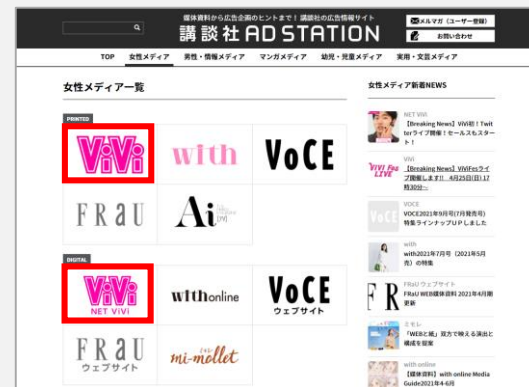 媒体資料から広告企画のヒントまで！ 講談社の広告情報サイト
講談社 AD STATION
メルマガ（ユーザー登録）
お問い合わせ
TOP 女性メディア 男性・情報メディア マンガメディア 幼児・児童メディア 実用・文芸メディア
女性メディア一覧
PRINTED
ViVi
with
VoCE
FRaU
Ai
DIGITAL
ViVi
NET ViVi
withonline
VoCE
ウェブサイト
FRaU
ウェブサイト
ミモレ
mi-mollet
女性メディア新着NEWS
NET ViVi
【Breaking News】ViVi初！Twit
terライブ開催！セールもスター
ト！
ViVi
【Breaking News】ViViFesライ
ブ開催します!! 4月25日(日)17
時30分~
VOCE
VOCE2021年9月号(7月発売号)
特集ラインナップＵＰしました
with
with2021年7月号（2021年5月
売）の特集
FRaU ウェブサイト
FRaU WEB媒体資料 2021年4月期
更新
ミモレ
「WEBと紙」双方で映える演出と
構成を提案
with online
【媒体資料】with online Media
Guide2021年4-6月